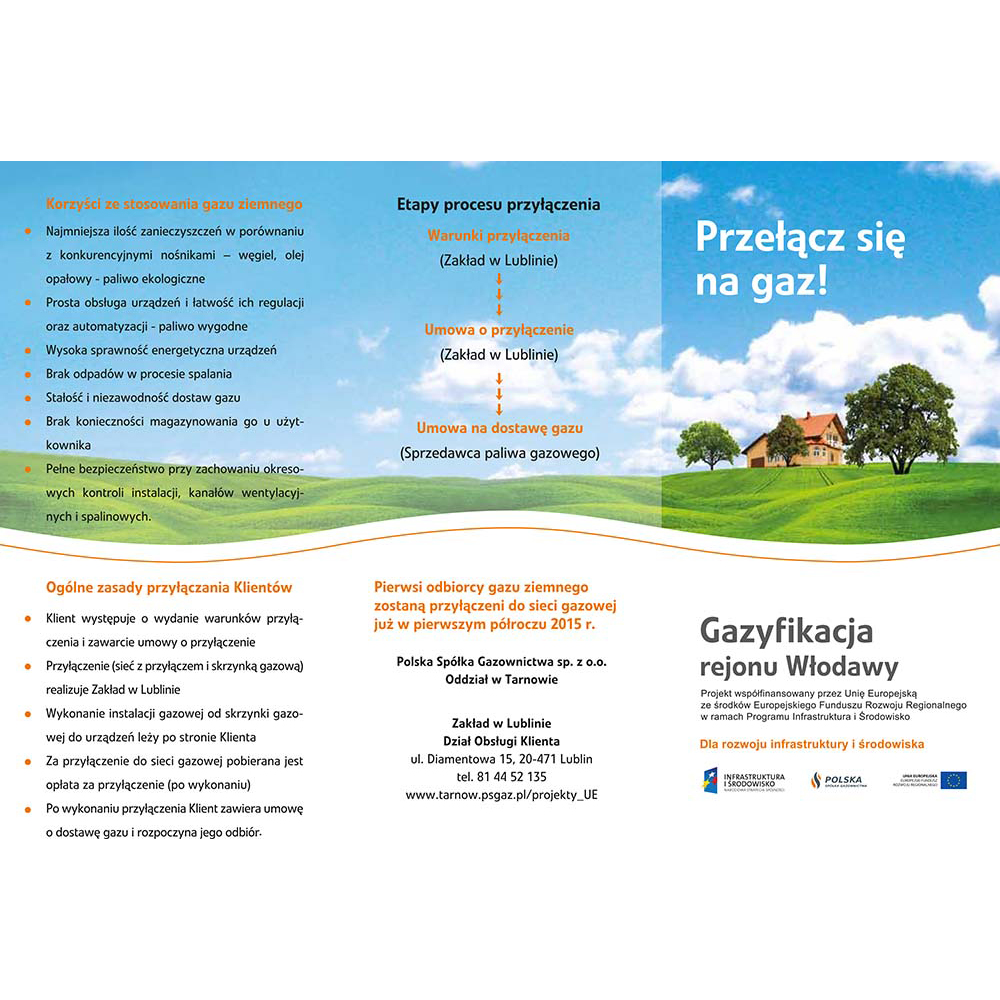 Korzyści ze stosowania gazu ziemnego
• Najmniejsza ilość zanieczyszczeń w porównaniu
z konkurencyjnymi nośnikami – węgiel, olej
opałowy - paliwo ekologiczne
• Prosta obsługa urządzeń i łatwość ich regulacji
oraz automatyzacji - paliwo wygodne
• Wysoka sprawność energetyczna urządzeń
• Brak odpadów w procesie spalania
• Stałość i niezawodność dostaw gazu
• Brak konieczności magazynowania go u użyt-
kownika
• Pełne bezpieczeństwo przy zachowaniu okreso-
wych kontroli instalacji, kanałów wentylacyj-
nych i spalinowych.
Ogólne zasady przyłączania Klientów
• Klient występuje o wydanie warunków przyłą-
czenia i zawarcie umowy o przyłączenie
• Przyłączenie (sieć z przyłączem i skrzynką gazową)
realizuje Zakład w Lublinie
• Wykonanie instalacji gazowej od skrzynki gazo-
wej do urządzeń leży po stronie Klienta
• Za przyłączenie do sieci gazowej pobierana jest
opłata za przyłączenie (po wykonaniu)
• Po wykonaniu przyłączenia Klient zawiera umowę
o dostawę gazu i rozpoczyna jego odbiór.
Etapy procesu przyłączenia
Warunki przyłączenia
(Zakład w Lublinie)
Umowa o przyłączenie
(Zakład w Lublinie)
Umowa na dostawę gazu
(Sprzedawca paliwa gazowego)
Pierwsi odbiorcy gazu ziemnego
zostaną przyłączeni do sieci gazowej
już w pierwszym półroczu 2015 r.
Polska Spółka Gazownictwa sp. z o.o.
Oddział w Tarnowie
Zakład w Lublinie
Dział Obsługi Klienta
ul. Diamentowa 15, 20-471 Lublin
tel. 81 44 52 135
www.tarnow.psgaz.pl/projekty_UE
Przełącz się
na gaz!
Gazyfikacja
rejonu Włodawy
Projekt współfinansowany przez Unię Europejską
ze środków Europejskiego Funduszu Rozwoju Regionalnego
w ramach Programu Infrastruktura i Środowisko
Dla rozwoju infrastruktury i środowiska
INFRASTRUKTURA
I ŚRODOWISKO
NARODOWA STRATEGIA SPÓJNOŚCI
POLSKA
SPÓŁKA GAZOWNICTWA
UNIA EUROPEJSKA
EUROPEJSKI FUNDUSZ
ROZWOJU REGIONALNEGO